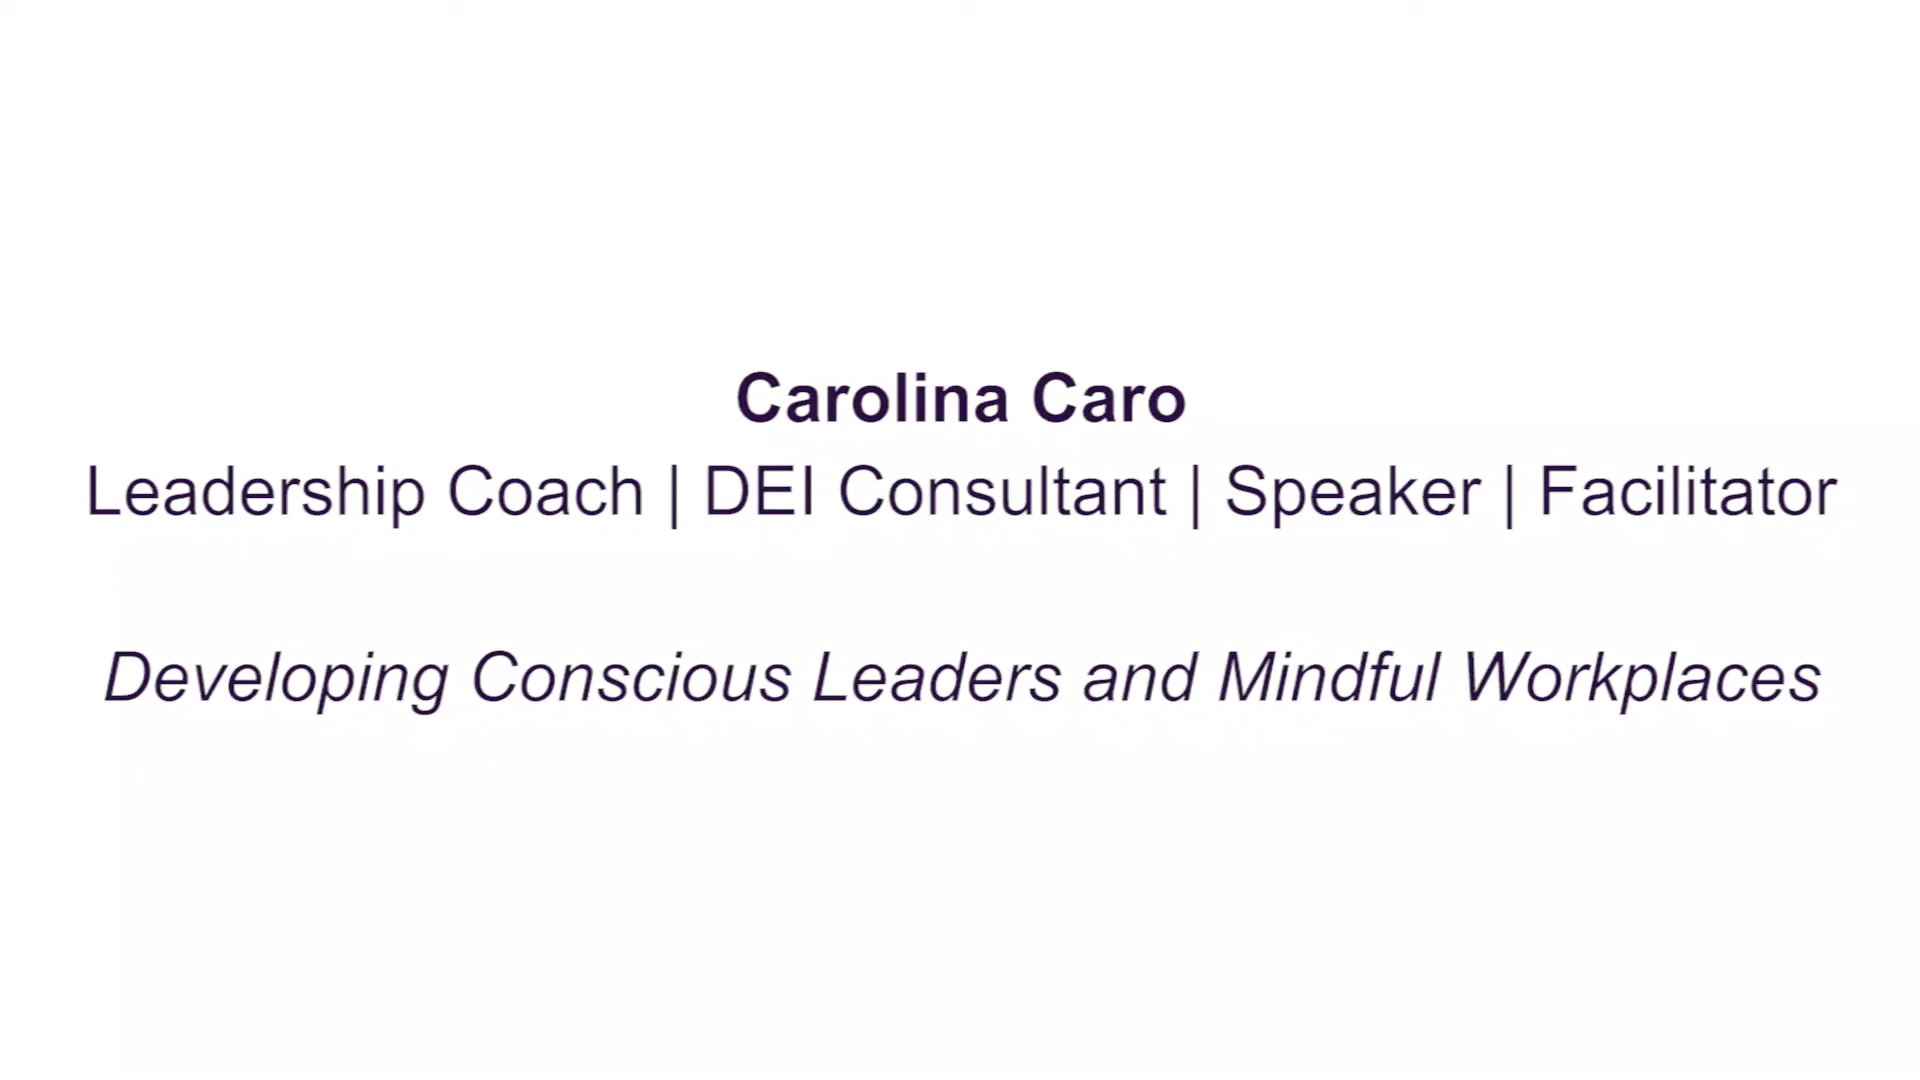 Carolina Caro
Leadership Coach | DEI Consultant | Speaker | Facilitator
Developing Conscious Leaders and Mindful Workplaces